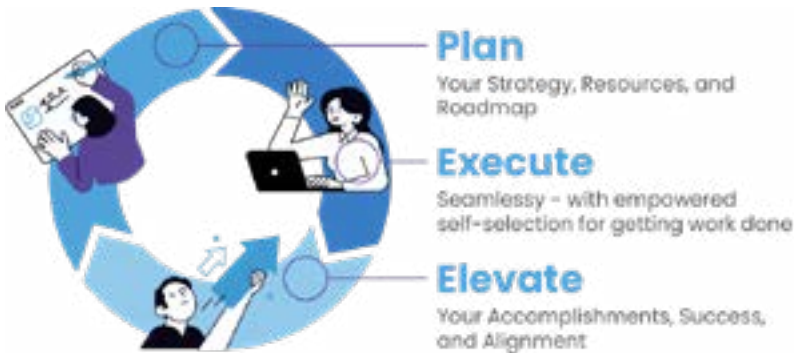 Plan
Your Strategy, Resources, and
Roadmap
Execute
Seamlessy - with empowered
self-selection for getting work done
Elevate
Your Accomplishments, Success,
and Alignment